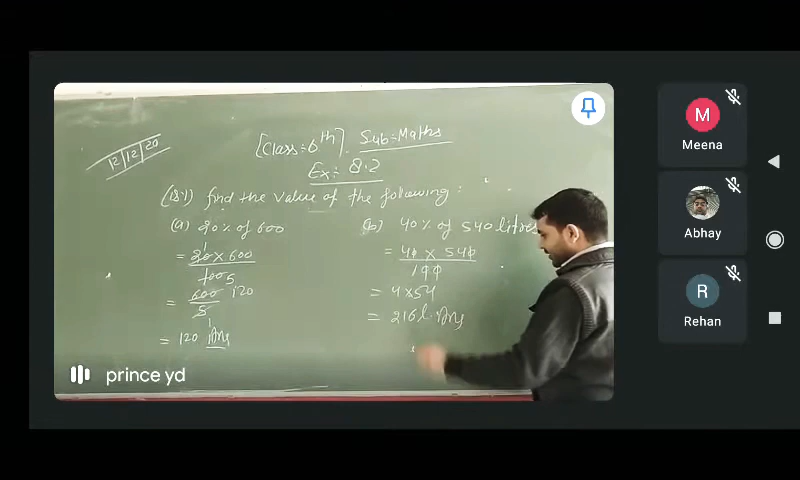 12/12/20
[Class:- 6th]. Sub:- Maths
Ex:- 8.2
(Q.1) find the value of the following :
(a) 20% of 600
= 20 x 600
100 5
= 600 120
5
= 120 Ans
(b) 40% of 540 litres
= 40 x 540
100
= 4x54
= 216 l. Ans
prince yd
M
Meena
Abhay
R
Rehan